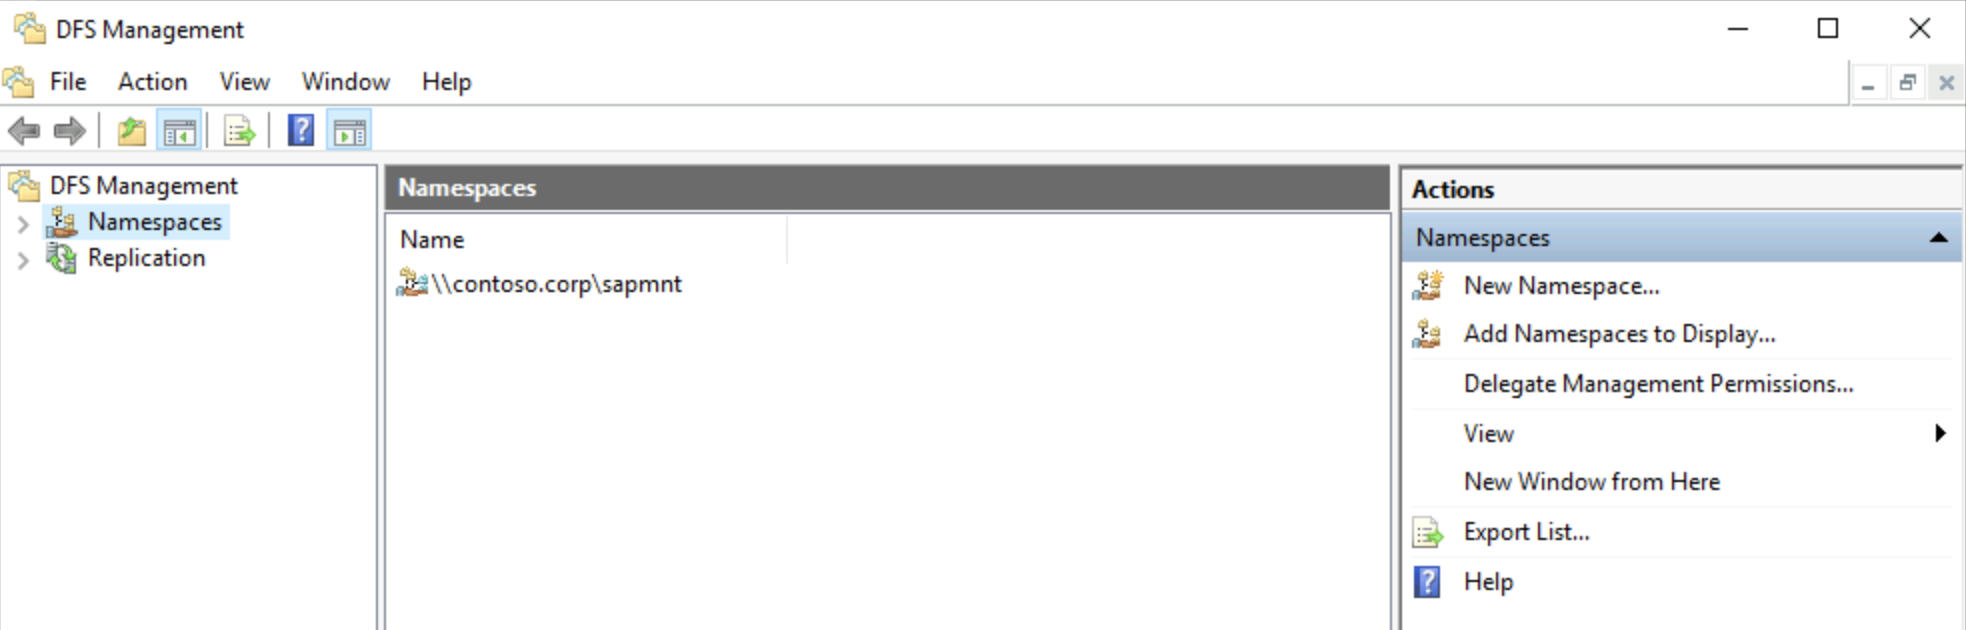 DFS Management
File Action View Window Help
DFS Management
Namespaces
Replication
Namespaces
Name
\\contoso.corp\sapmnt
Actions
Namespaces
New Namespace...
Add Namespaces to Display...
Delegate Management Permissions...
View
New Window from Here
Export List...
Help